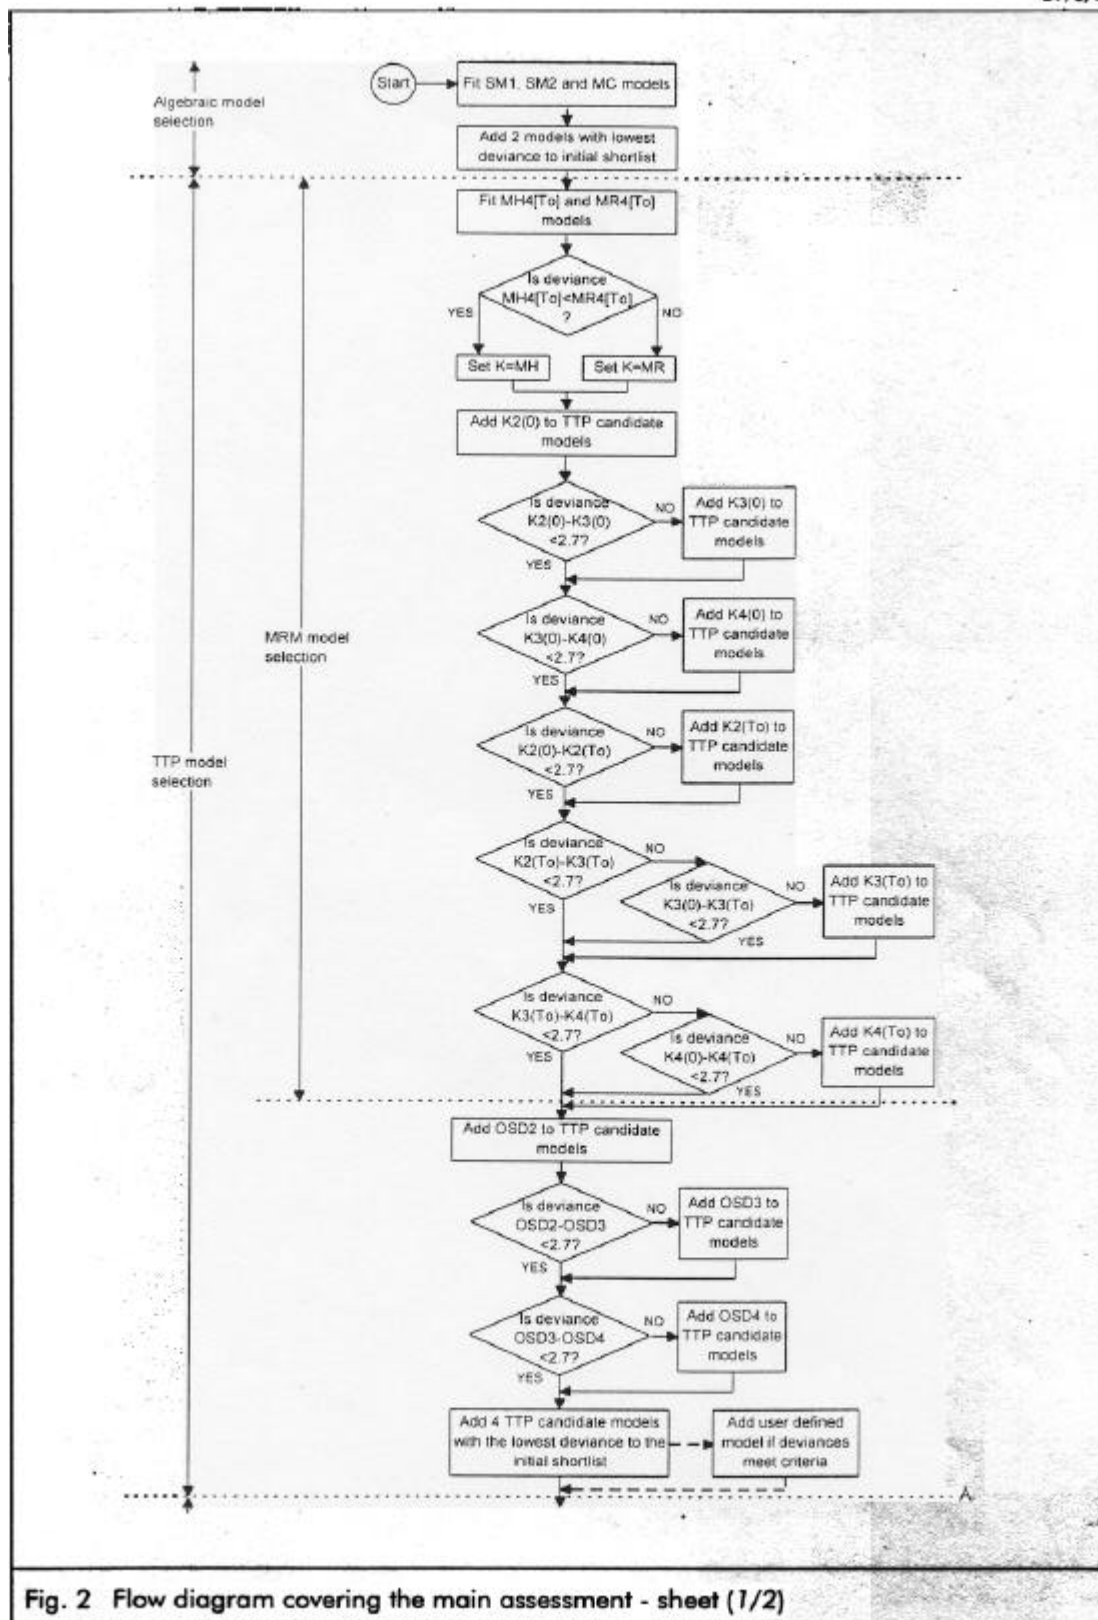 Start
Fit SM1, SM2 and MC models
Algebraic model
selection
Add 2 models with lowest
deviance to initial shortlist
Fit MH4[To] and MR4[To]
models
Is deviance
MH4[To]<MR4[To]
?
YES
NO
Set K=MH
Set K=MR
Add K2(0) to TTP candidate
models
Is deviance
K2(0)-K3(0)
<2.7?
NO
Add K3(0) to
TTP candidate
models
YES
Is deviance
K3(0)-K4(0)
<2.7?
NO
Add K4(0) to
TTP candidate
models
YES
MRM model
selection
Is deviance
K2(0)-K2(To)
<2.7?
NO
Add K2(To) to
TTP candidate
models
YES
TTP model
selection
Is deviance
K2(To)-K3(To)
<2.7?
NO
YES
Is deviance
K3(0)-K3(To)
<2.7?
NO
Add K3(To) to
TTP candidate
models
YES
Is deviance
K3(To)-K4(To)
<2.7?
NO
YES
Is deviance
K4(0)-K4(To)
<2.7?
NO
Add K4(To) to
TTP candidate
models
YES
Add OSD2 to TTP candidate
models
Is deviance
OSD2-OSD3
<2.7?
NO
Add OSD3 to
TTP candidate
models
YES
Is deviance
OSD3-OSD4
<2.7?
NO
Add OSD4 to
TTP candidate
models
YES
Add 4 TTP candidate models
with the lowest deviance to the
initial shortlist
Add user defined
model if deviances
meet criteria
A
Fig. 2 Flow diagram covering the main assessment - sheet (1/2)